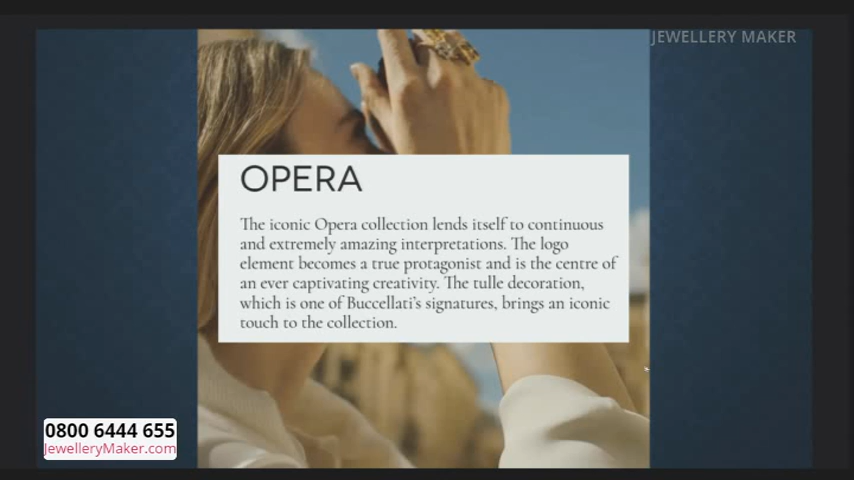 JEWELLERY MAKER
OPERA
The iconic Opera collection lends itself to continuous
and extremely amazing interpretations. The logo
element becomes a true protagonist and is the centre of
an ever captivating creativity. The tulle decoration,
which is one of Buccellati's signatures, brings an iconic
touch to the collection.
0800 6444 655
JewelleryMaker.com